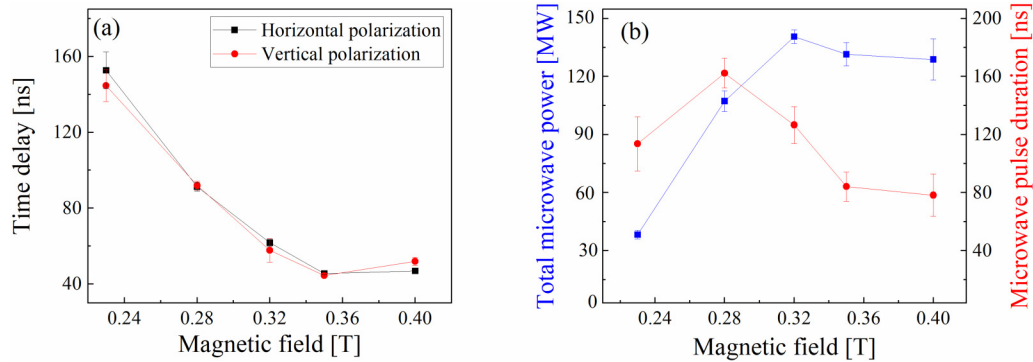 (a)
Horizontal polarization
Vertical polarization
Time delay [ns]
160
120
80
40
0.24 0.28 0.32 0.36 0.40
Magnetic field [T]
(b)
Total microwave power [MW]
150
120
90
60
30
0
Microwave pulse duration [ns]
200
160
120
80
40
0
0.24 0.28 0.32 0.36 0.40
Magnetic field [T]